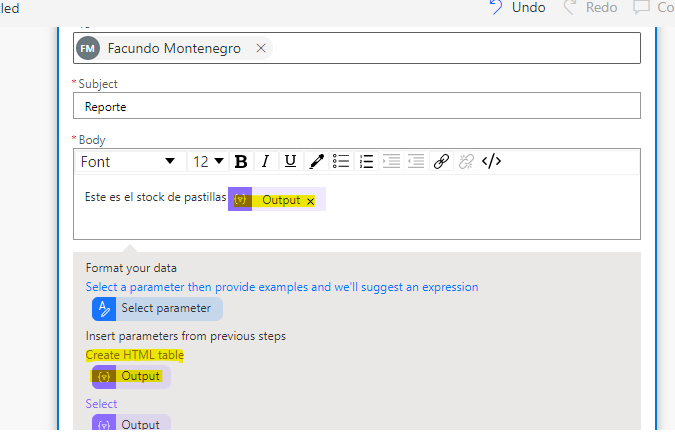 led Undo Redo Co
FM Facundo Montenegro ×
*Subject
Reporte
*Body
Font 12 B I U </>
Este es el stock de pastillas Output ×
Format your data
Select a parameter then provide examples and we'll suggest an expression
Select parameter
Insert parameters from previous steps
Create HTML table
Output
Select
Output